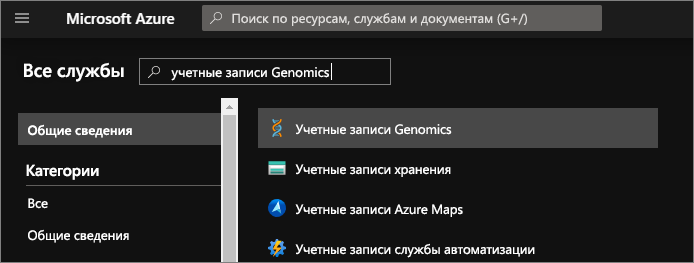 Microsoft Azure
Поиск по ресурсам, службам и документам (G+/)
Все службы
учетные записи Genomics
Общие сведения
Категории
Все
Общие сведения
Учетные записи Genomics
Учетные записи хранения
Учетные записи Azure Maps
Учетные записи службы автоматизации